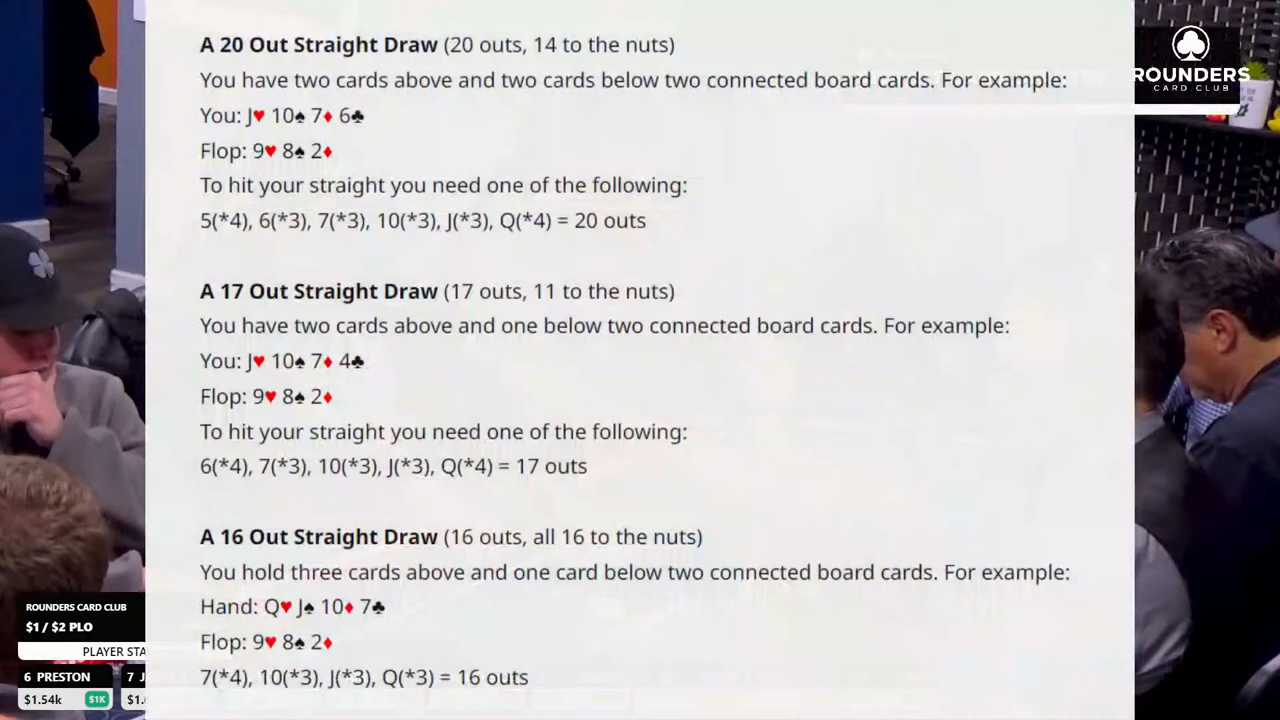 A 20 Out Straight Draw (20 outs, 14 to the nuts)
You have two cards above and two cards below two connected board cards. For example:
You: J♥ 10♠ 7♦ 6♣
Flop: 9♥ 8♠ 2♦
To hit your straight you need one of the following:
5(*4), 6(*3), 7(*3), 10(*3), J(*3), Q(*4) = 20 outs
A 17 Out Straight Draw (17 outs, 11 to the nuts)
You have two cards above and one below two connected board cards. For example:
You: J♥ 10♠ 7♦ 4♣
Flop: 9♥ 8♠ 2♦
To hit your straight you need one of the following:
6(*4), 7(*3), 10(*3), J(*3), Q(*4) = 17 outs
A 16 Out Straight Draw (16 outs, all 16 to the nuts)
You hold three cards above and one card below two connected board cards. For example:
Hand: Q♥ J♠ 10♦ 7♣
Flop: 9♥ 8♠ 2♦
7(*4), 10(*3), J(*3), Q(*3) = 16 outs
ROUNDERS
CARD CLUB
ROUNDERS CARD CLUB
$1 / $2 PLO
PLAYER STA
6 PRESTON
$1.54k $1K
7 J
$1.